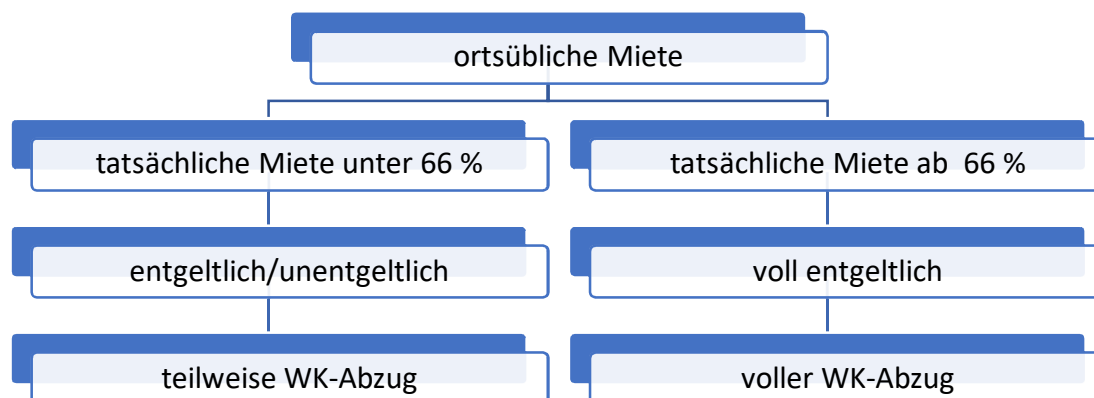 ortsübliche Miete
tatsächliche Miete unter 66 %
tatsächliche Miete ab 66 %
entgeltlich/unentgeltlich
voll entgeltlich
teilweise WK-Abzug
voller WK-Abzug